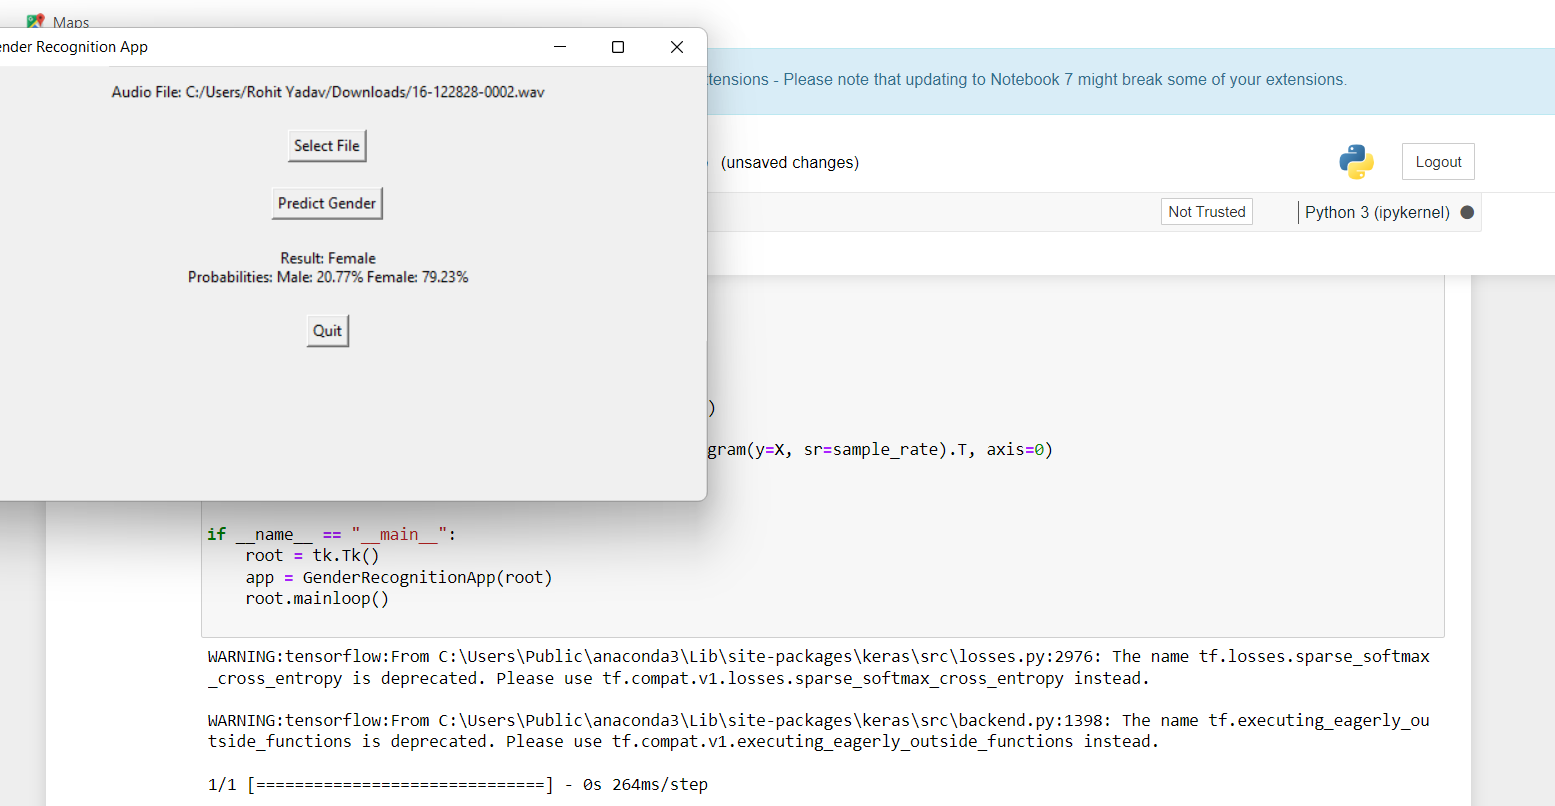 Maps
ender Recognition App
tensions - Please note that updating to Notebook 7 might break some of your extensions.
Audio File: C:/Users/Rohit Yadav/Downloads/16-122828-0002.wav
Select File
(unsaved changes)
Logout
Predict Gender
Not Trusted
Python 3 (ipykernel)
Result: Female
Probabilities: Male: 20.77% Female: 79.23%
Quit
)
gram(y=X, sr=sample_rate).T, axis=0)
if __name__ == "__main__":
    root = tk.Tk()
    app = GenderRecognitionApp(root)
    root.mainloop()
WARNING:tensorflow:From C:\Users\Public\anaconda3\Lib\site-packages\keras\src\losses.py:2976: The name tf.losses.sparse_softmax
_cross_entropy is deprecated. Please use tf.compat.v1.losses.sparse_softmax_cross_entropy instead.
WARNING:tensorflow:From C:\Users\Public\anaconda3\Lib\site-packages\keras\src\backend.py:1398: The name tf.executing_eagerly_ou
tside_functions is deprecated. Please use tf.compat.v1.executing_eagerly_outside_functions instead.
1/1 [==============================] - 0s 264ms/step